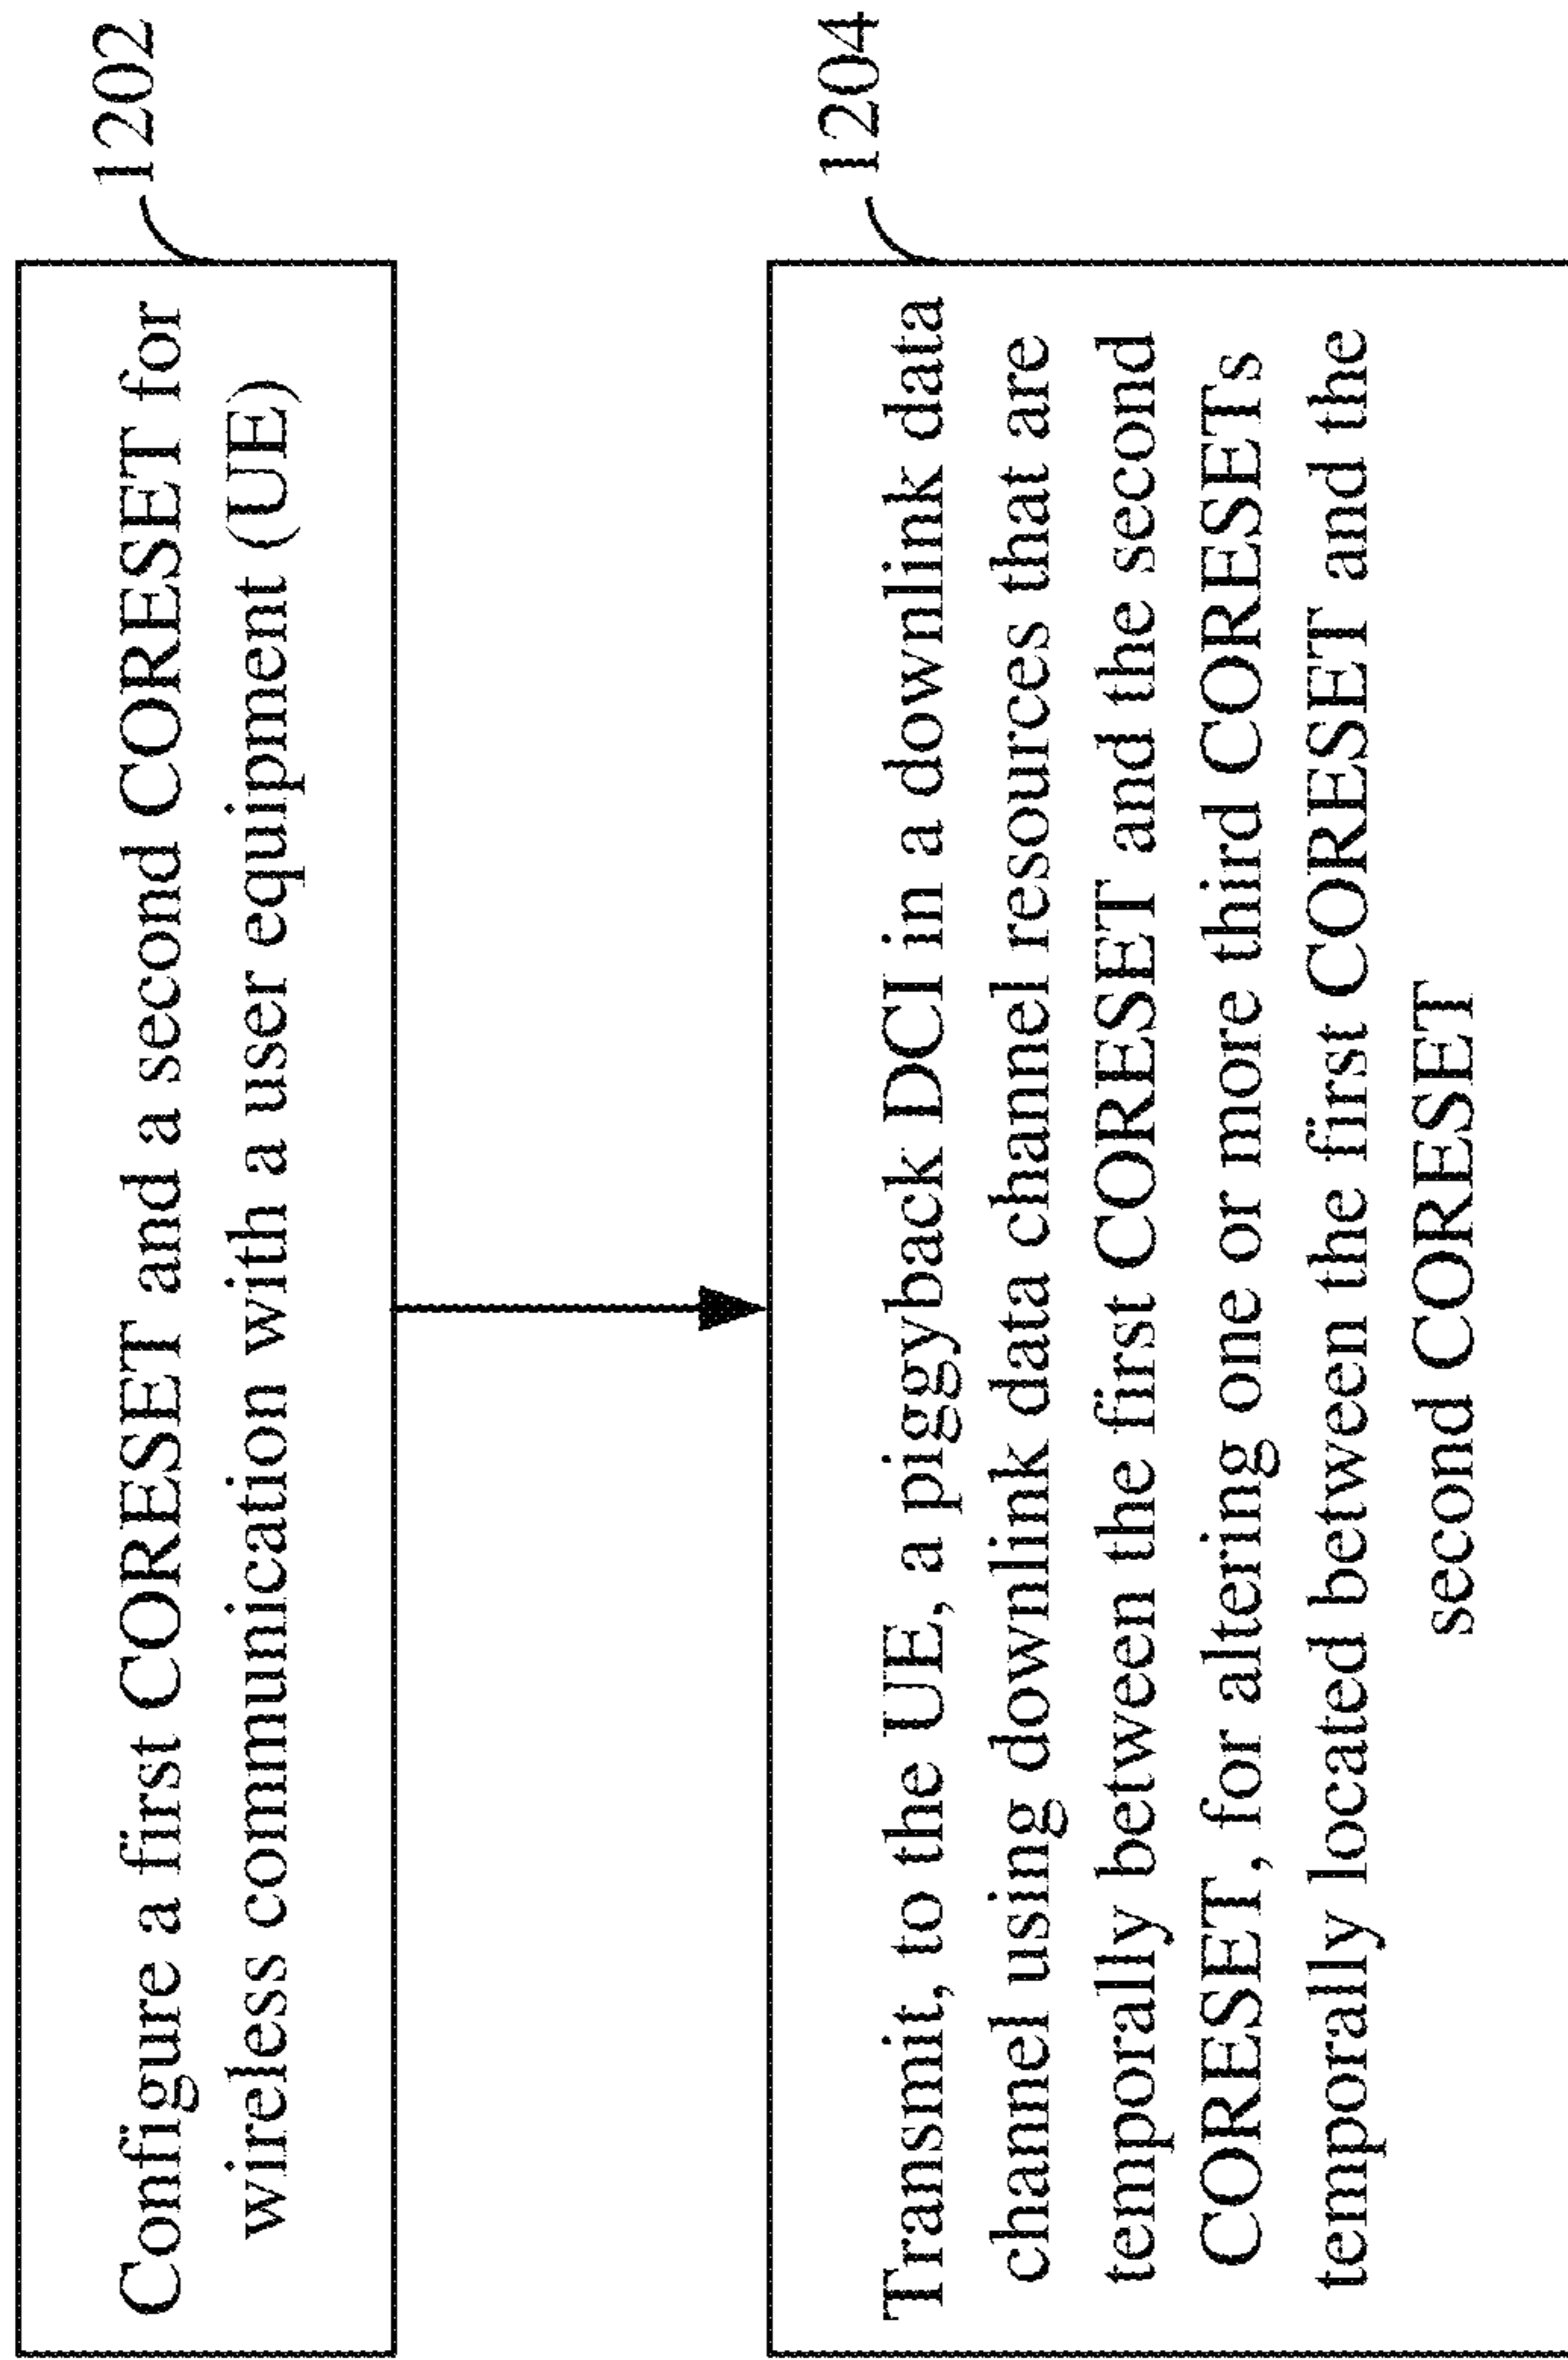 Configure a first CORESET and a second CORESET for
wireless communication with a user equipment (UE)
1202
Transmit, to the UE, a piggyback DCI in a downlink data
channel using downlink data channel resources that are
temporally between the first CORESET and the second
CORESET, for altering one or more third CORESETs
temporally located between the first CORESET and the
second CORESET
1204